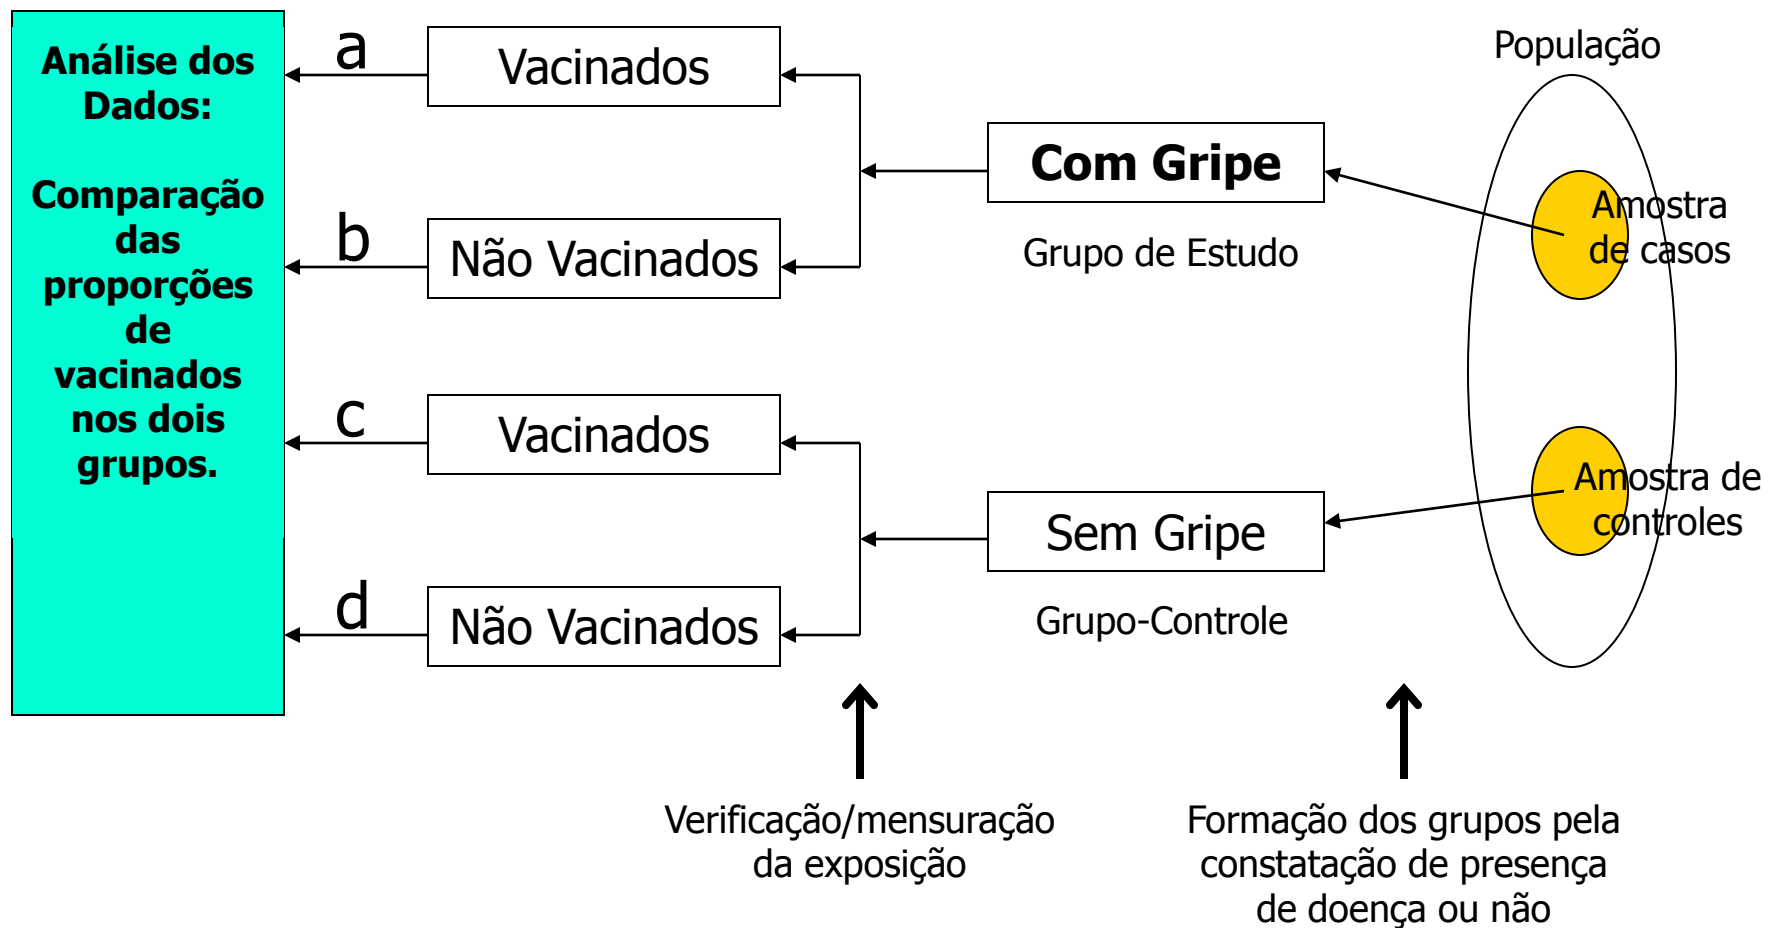 Análise dos
Dados:
Comparação
das
proporções
de
vacinados
nos dois
grupos.
a
Vacinados
b
Não Vacinados
c
Vacinados
d
Não Vacinados
Com Gripe
Grupo de Estudo
Sem Gripe
Grupo-Controle
População
Amostra
de casos
Amostra de
controles
Verificação/mensuração
da exposição
Formação dos grupos pela
constatação de presença
de doença ou não